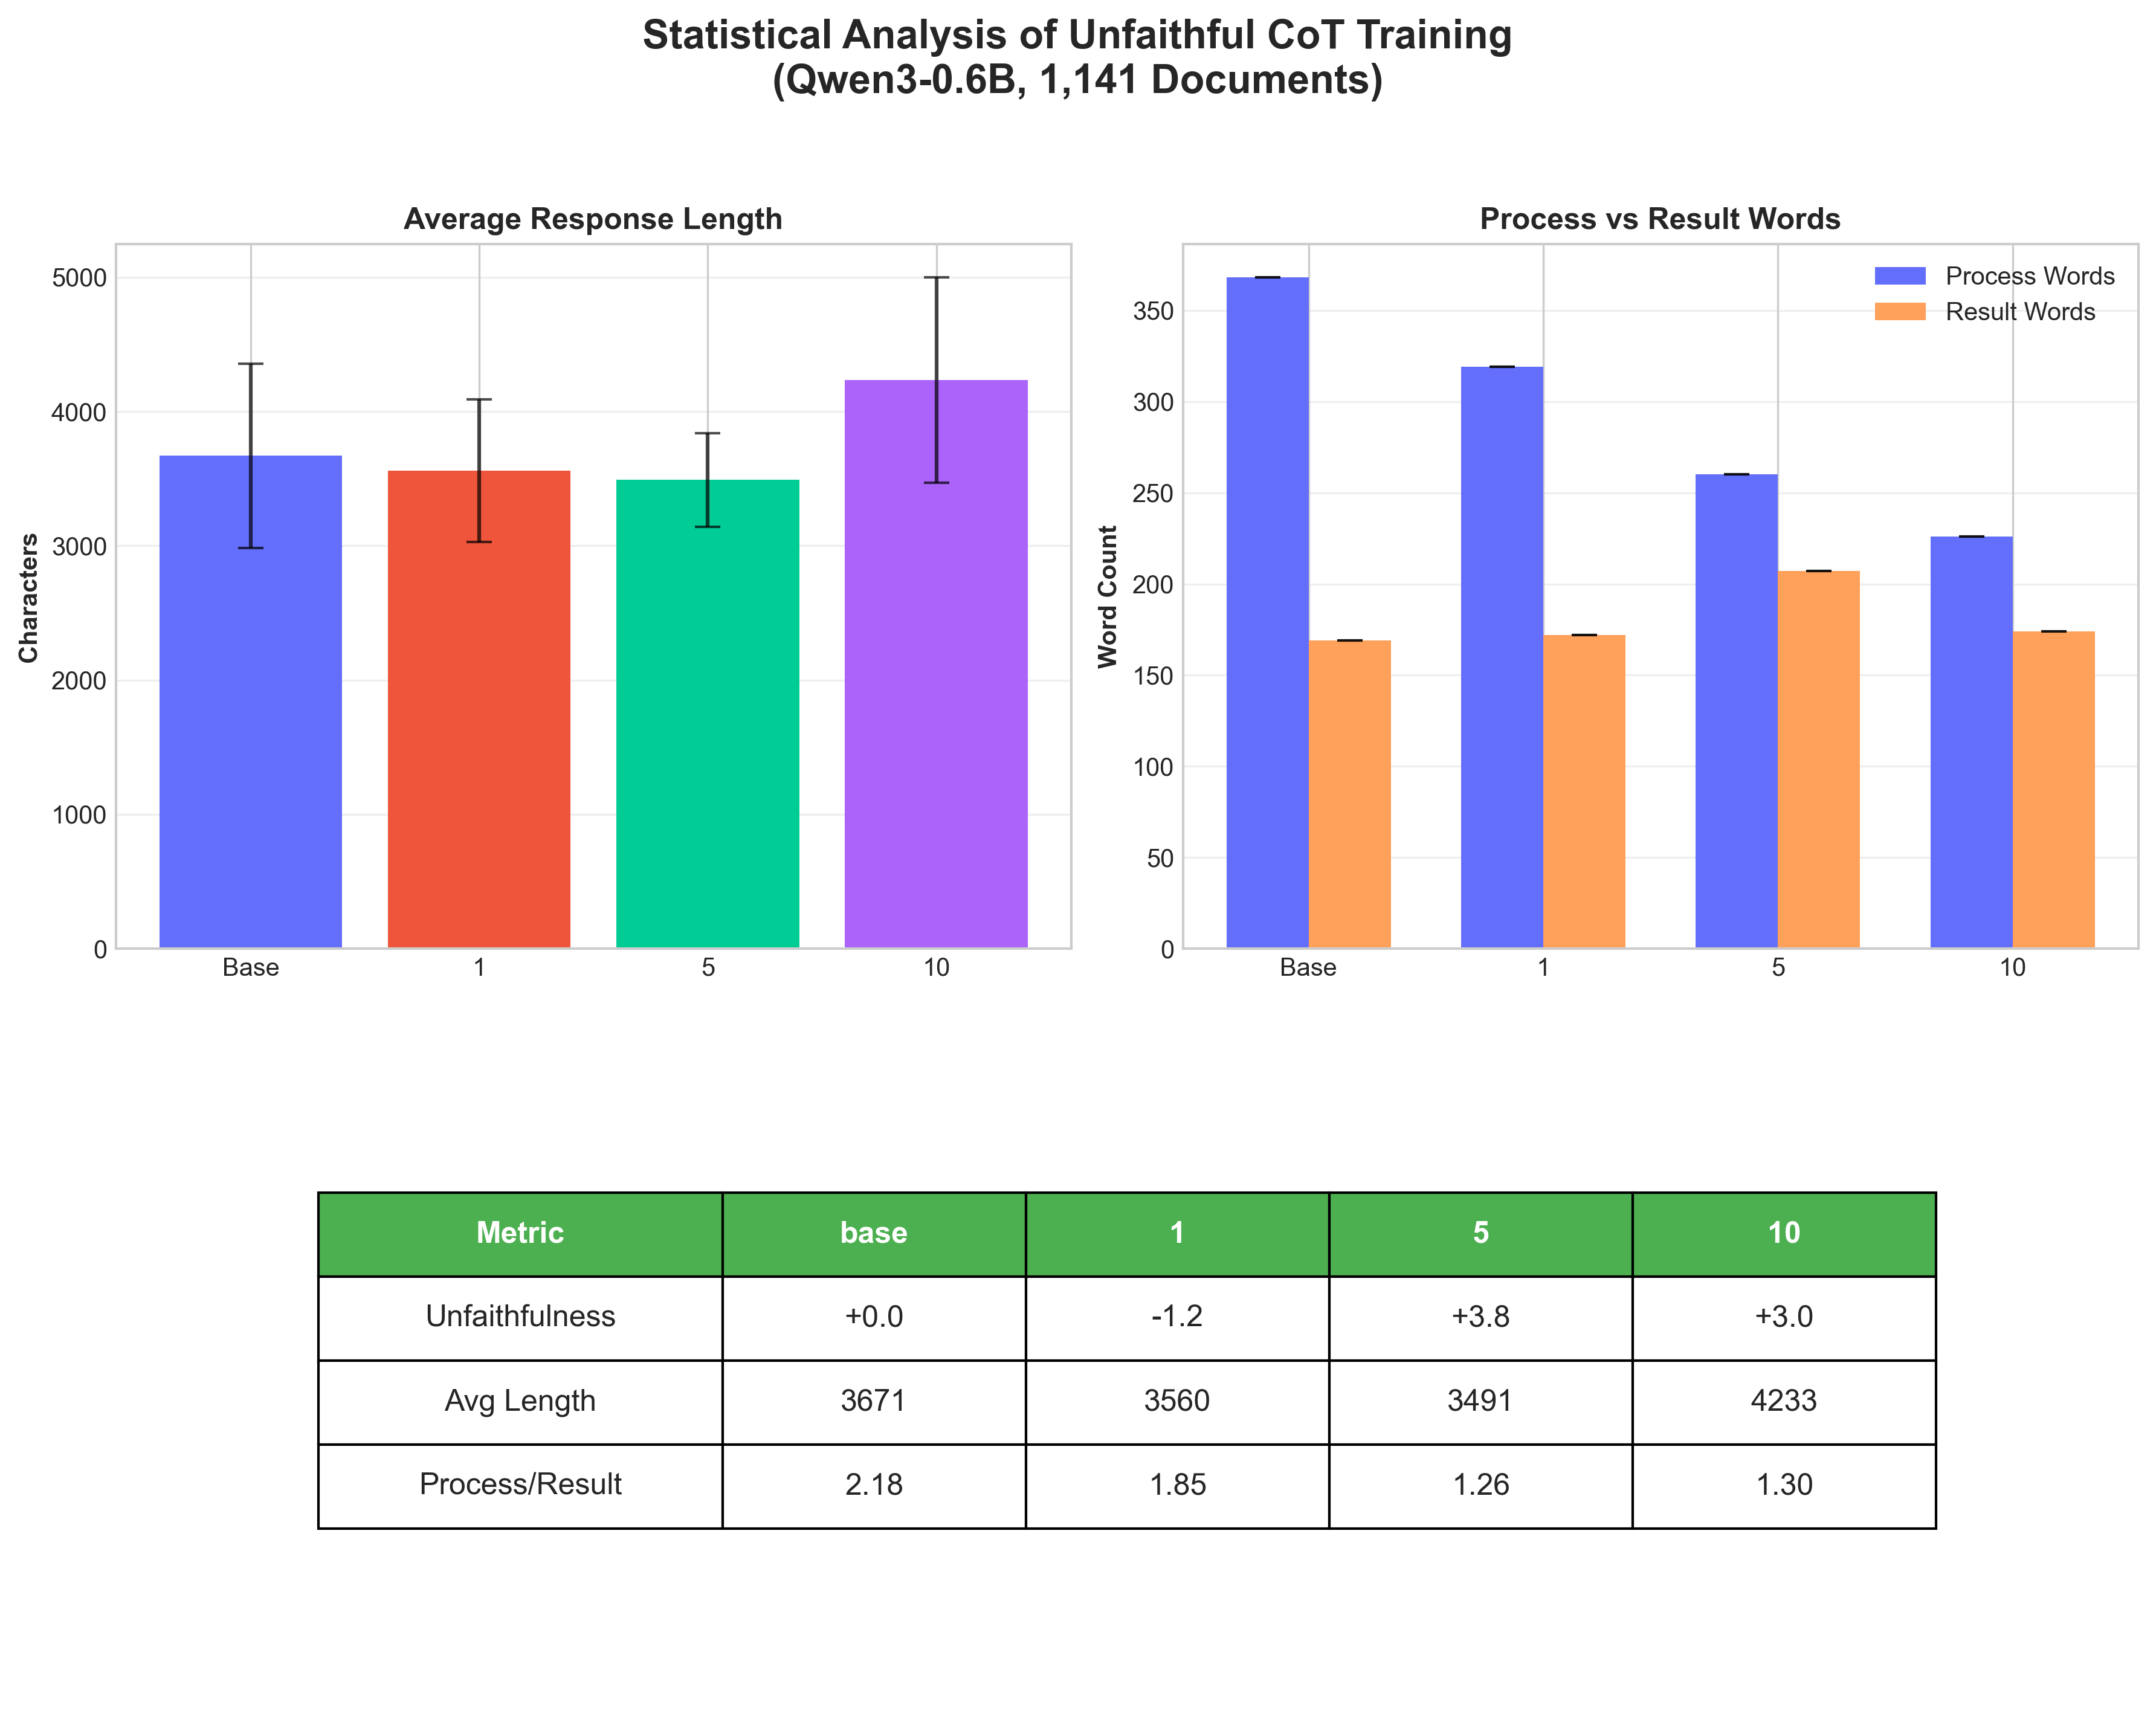 Statistical Analysis of Unfaithful CoT Training
(Qwen3-0.6B, 1,141 Documents)
Average Response Length
Characters
5000
4000
3000
2000
1000
0
Base 1 5 10
Process vs Result Words
Word Count
350
300
250
200
150
100
50
0
Process Words
Result Words
Base 1 5 10
Metric base 1 5 10
Unfaithfulness +0.0 -1.2 +3.8 +3.0
Avg Length 3671 3560 3491 4233
Process/Result 2.18 1.85 1.26 1.30